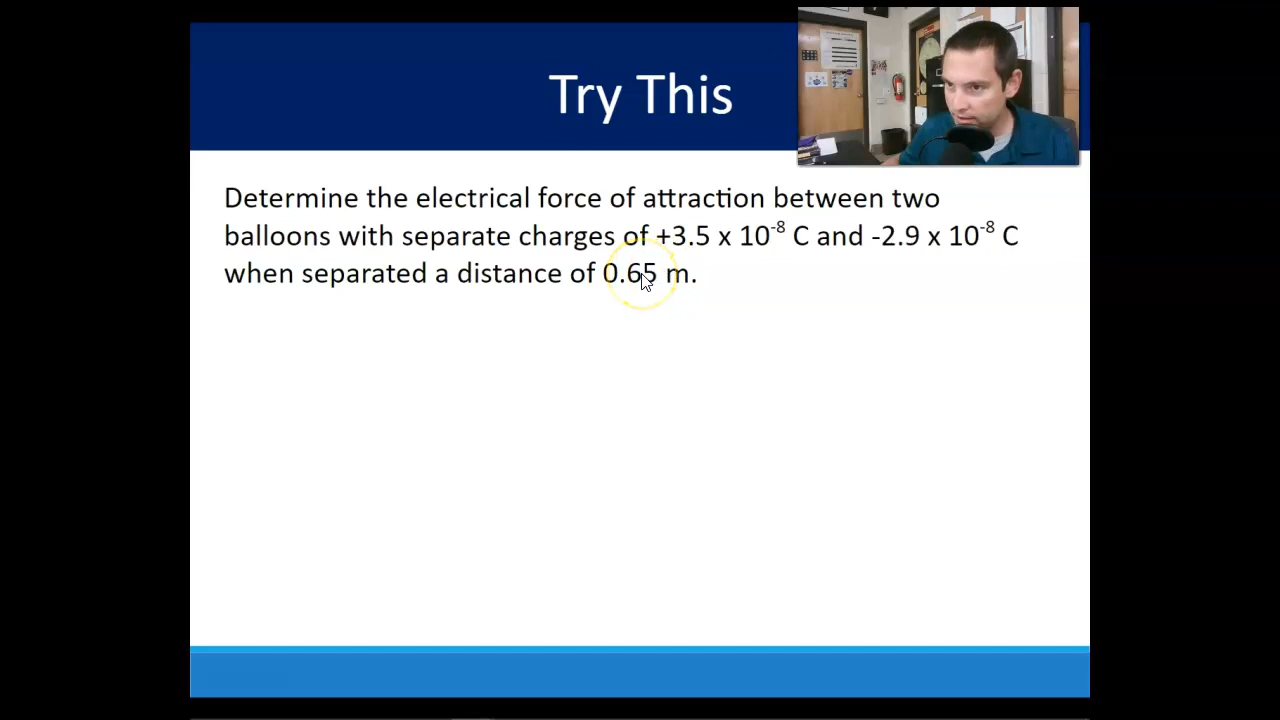 Try This
Determine the electrical force of attraction between two
balloons with separate charges of +3.5 x 10⁻⁸ C and -2.9 x 10⁻⁸ C
when separated a distance of 0.65 m.